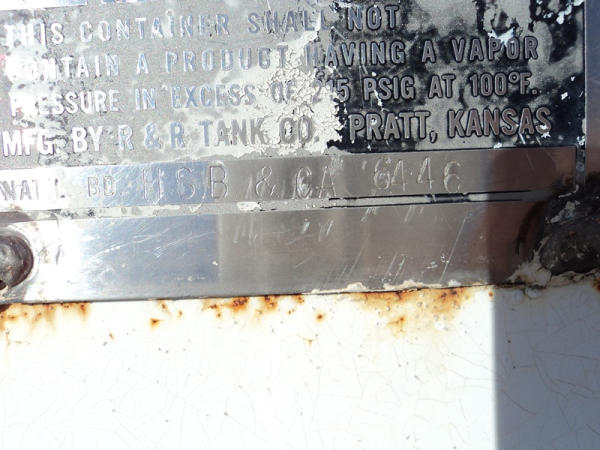 THIS CONTAINER SHALL NOT
CONTAIN A PRODUCT HAVING A VAPOR
PRESSURE IN EXCESS OF 215 PSIG AT 100°F.
MFG. BY R & R TANK CO. PRATT, KANSAS
NAT'L BD. HSB & CA 6446